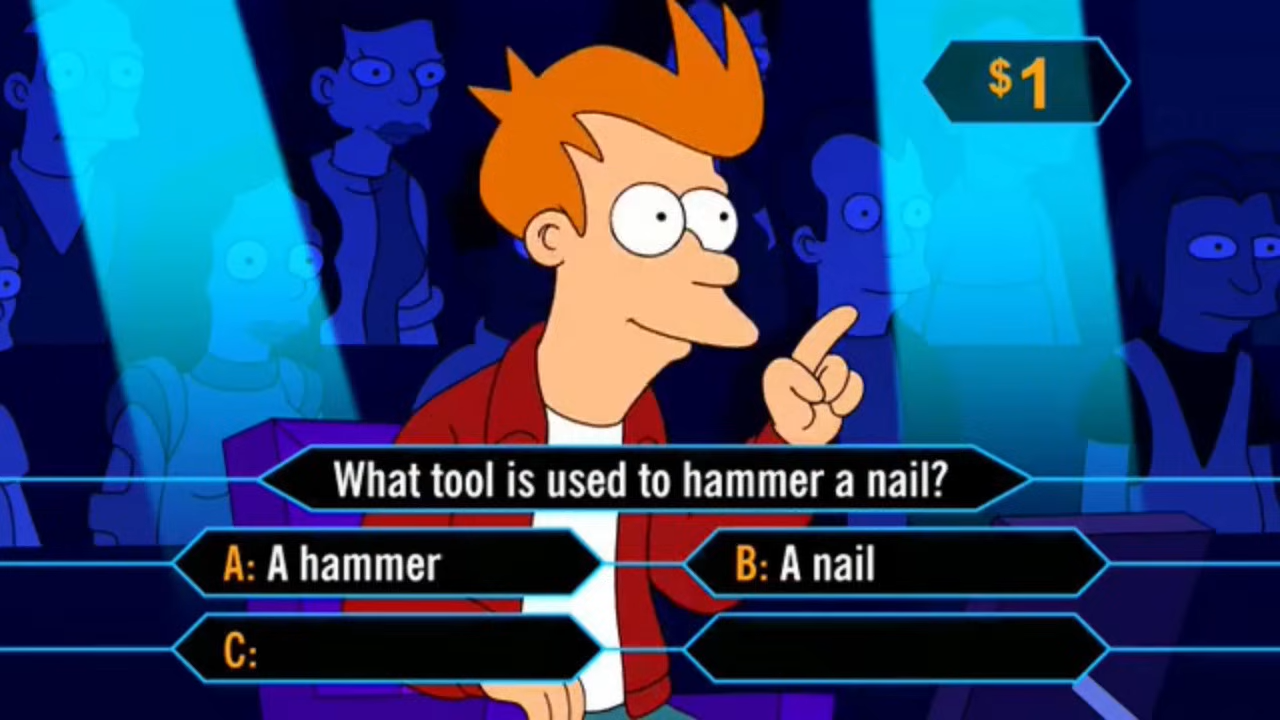 $1
What tool is used to hammer a nail?
A: A hammer
B: A nail
C: